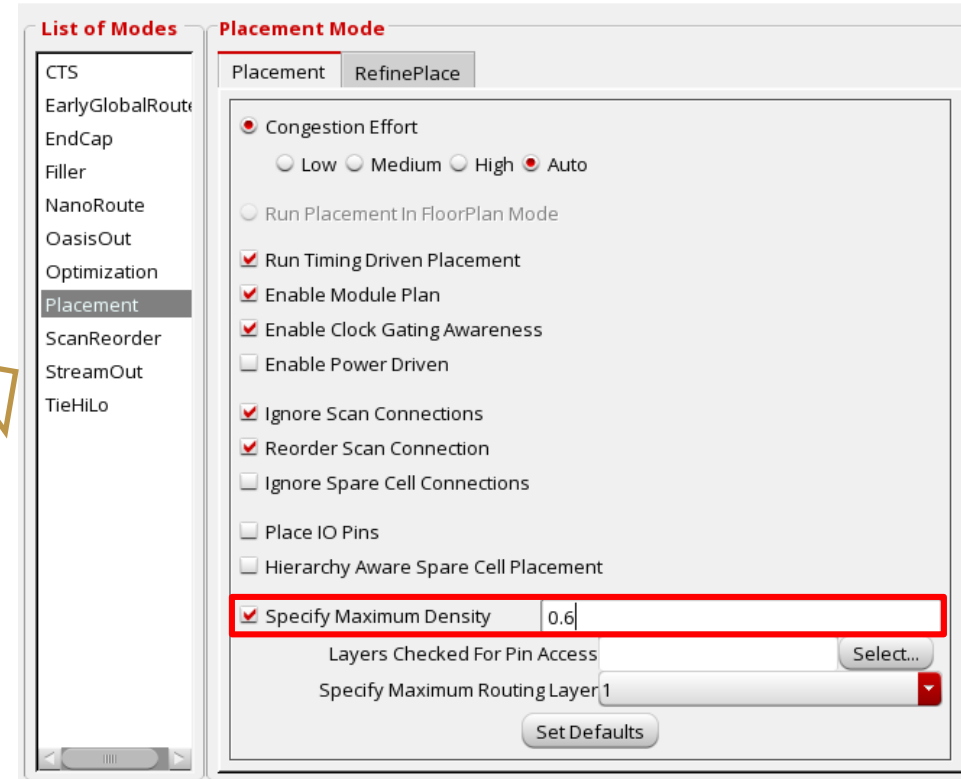 List of Modes
CTS
EarlyGlobalRoute
EndCap
Filler
NanoRoute
OasisOut
Optimization
Placement
ScanReorder
StreamOut
TieHiLo
Placement Mode
Placement RefinePlace
Congestion Effort
Low Medium High Auto
Run Placement In FloorPlan Mode
Run Timing Driven Placement
Enable Module Plan
Enable Clock Gating Awareness
Enable Power Driven
Ignore Scan Connections
Reorder Scan Connection
Ignore Spare Cell Connections
Place IO Pins
Hierarchy Aware Spare Cell Placement
Specify Maximum Density 0.6
Layers Checked For Pin Access Select...
Specify Maximum Routing Layer 1
Set Defaults